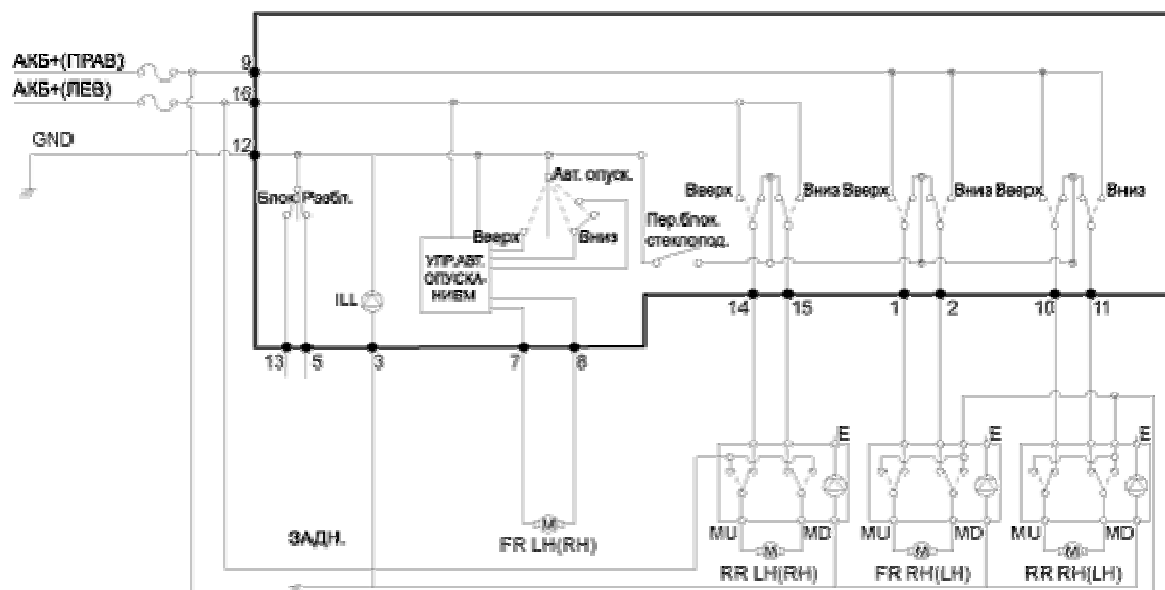 АКБ+(ПРАВ)
9
АКБ+(ЛЕВ)
16
GND
12
Блок.
Разбл.
Авт. опуск.
Вверх
Вниз
Вверх
Вниз
Вверх
Вниз
Вверх
Вниз
Пер.блок.
стеклопод.
УПР.АВТ.
ОПУСКА-
НИЕМ
ILL
14
15
1
2
10
11
13
5
3
7
8
E
E
E
ЗАДН.
MU
MD
MU
MD
MU
MD
M
M
M
M
FR LH(RH)
RR LH(RH)
FR RH(LH)
RR RH(LH)